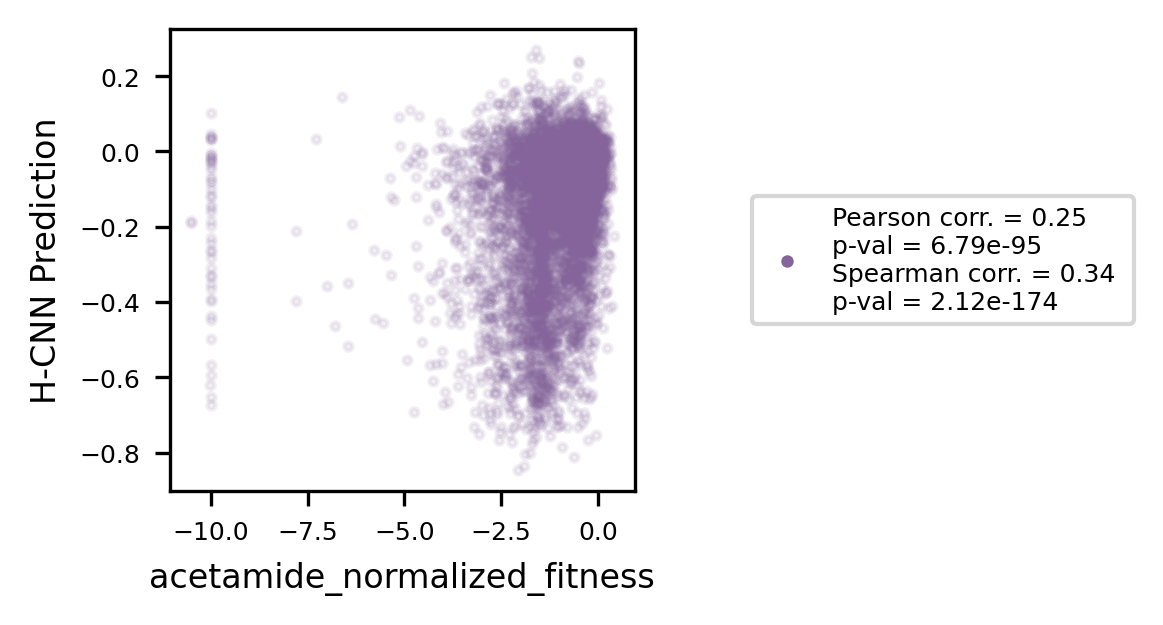 H-CNN Prediction
0.2
0.0
−0.2
−0.4
−0.6
−0.8
−10.0 −7.5 −5.0 −2.5 0.0
acetamide_normalized_fitness
Pearson corr. = 0.25
p-val = 6.79e-95
Spearman corr. = 0.34
p-val = 2.12e-174